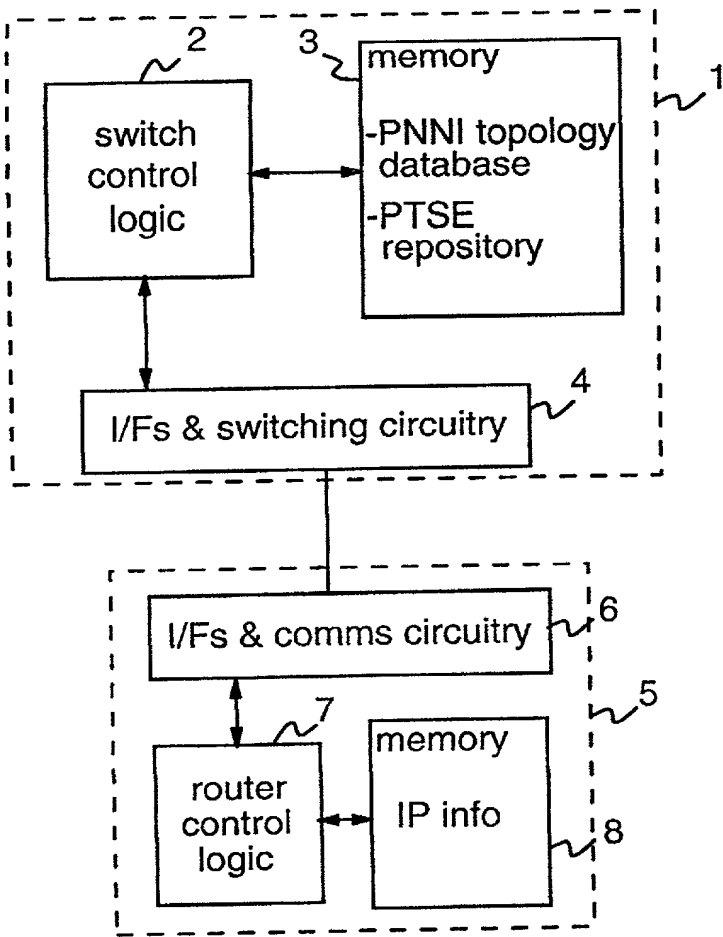 2
3
1
switch
control
logic
memory
-PNNI topology
database
-PTSE
repository
4
I/Fs & switching circuitry
6
I/Fs & comms circuitry
5
7
router
control
logic
memory
IP info
8